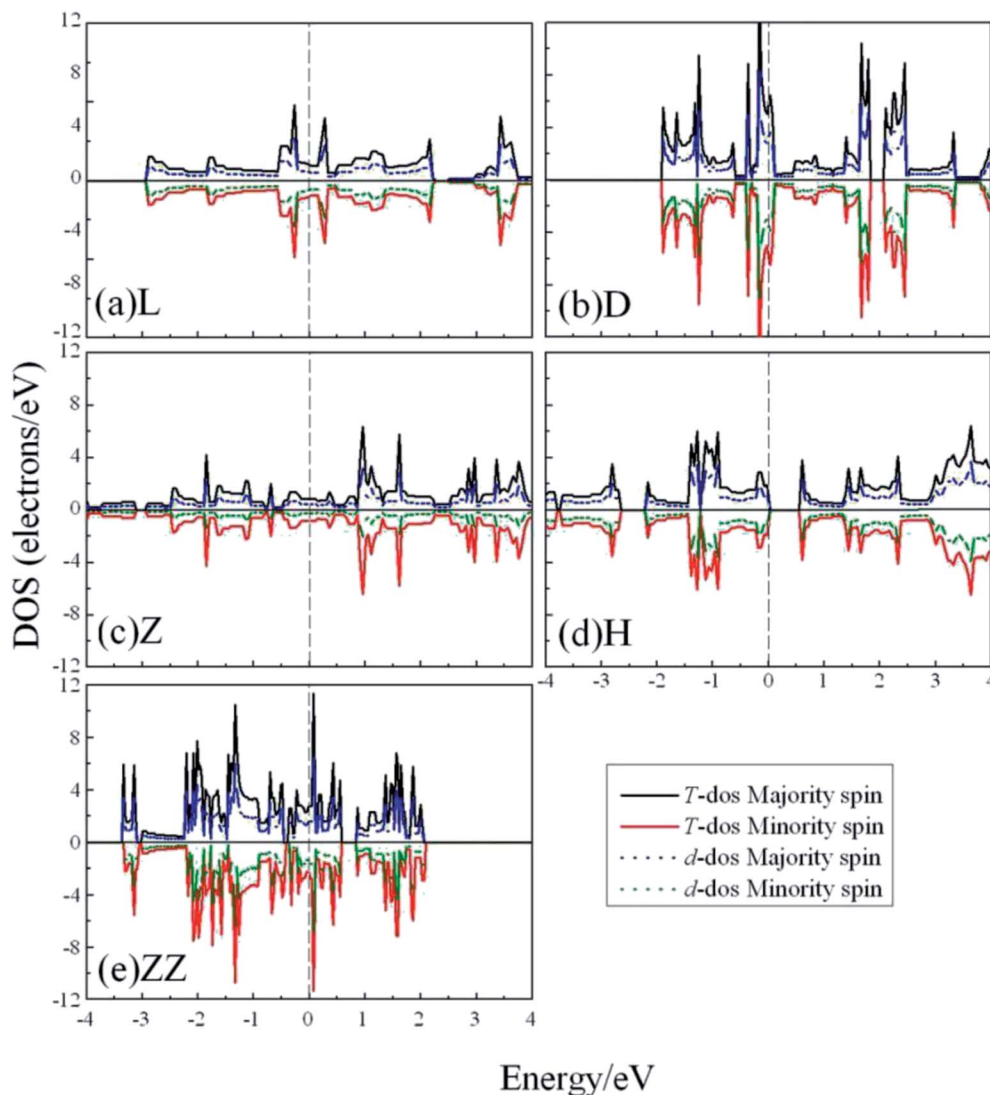 12
8
4
0
-4
-8
-12
(a)L
(b)D
12
8
4
0
-4
-8
-12
(c)Z
(d)H
-4 -3 -2 -1 0 1 2 3 4
12
8
4
0
-4
-8
-12
(e)ZZ
-4 -3 -2 -1 0 1 2 3 4
DOS (electrons/eV)
T-dos Majority spin
T-dos Minority spin
d-dos Majority spin
d-dos Minority spin
Energy/eV